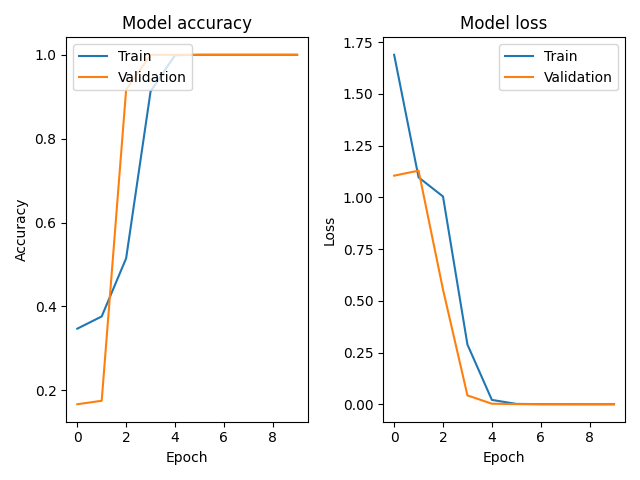 Model accuracy
Train
Validation
1.0
0.8
0.6
0.4
0.2
Accuracy
0 2 4 6 8
Epoch
Model loss
Train
Validation
1.75
1.50
1.25
1.00
0.75
0.50
0.25
0.00
Loss
0 2 4 6 8
Epoch